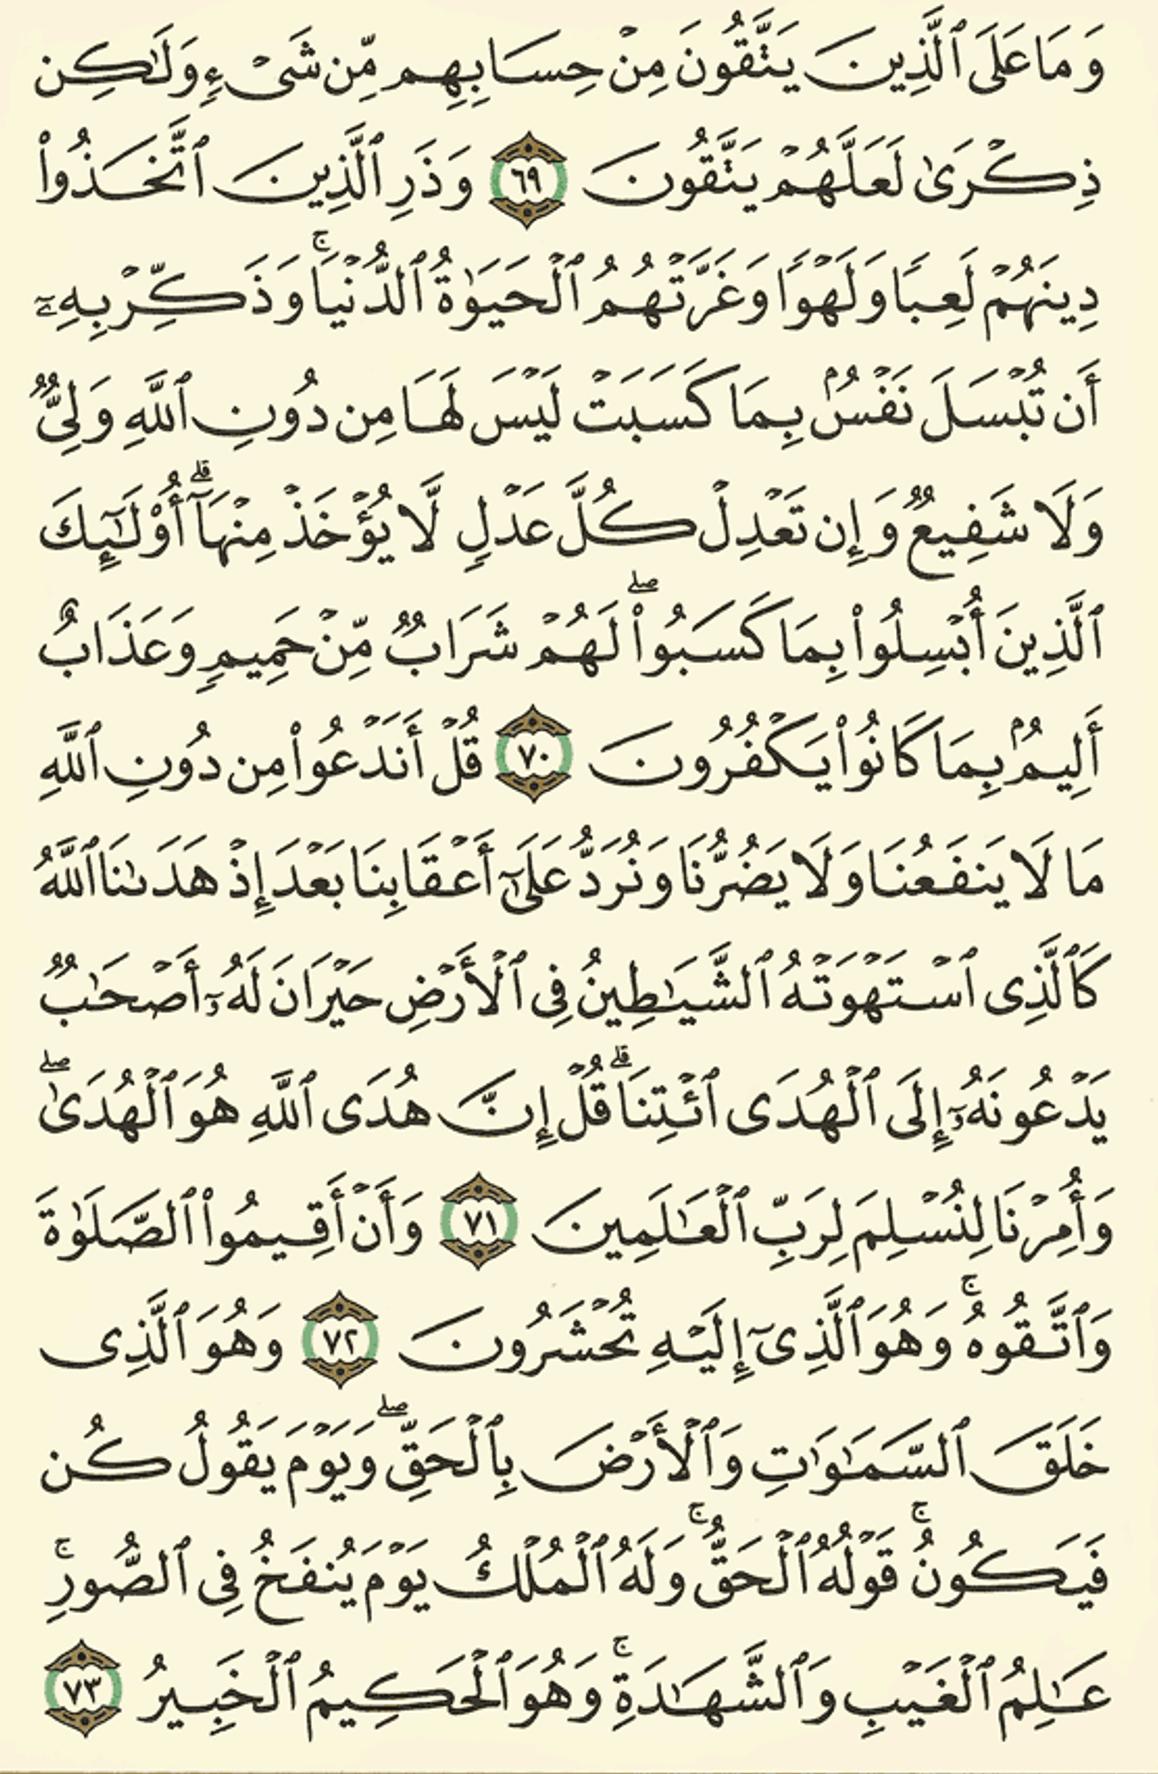 وَمَا عَلَى ٱلَّذِينَ يَتَّقُونَ مِنْ حِسَابِهِم مِّن شَىْءٍ وَلَٰكِن
ذِكْرَىٰ لَعَلَّهُمْ يَتَّقُونَ ٦٩ وَذَرِ ٱلَّذِينَ ٱتَّخَذُوا۟
دِينَهُمْ لَعِبًا وَلَهْوًا وَغَرَّتْهُمُ ٱلْحَيَوٰةُ ٱلدُّنْيَا ۚ وَذَكِّرْ بِهِۦٓ
أَن تُبْسَلَ نَفْسٌۢ بِمَا كَسَبَتْ لَيْسَ لَهَا مِن دُونِ ٱللَّهِ وَلِىٌّ
وَلَا شَفِيعٌ وَإِن تَعْدِلْ كُلَّ عَدْلٍ لَّا يُؤْخَذْ مِنْهَآ ۗ أُو۟لَٰٓئِكَ
ٱلَّذِينَ أُبْسِلُوا۟ بِمَا كَسَبُوا۟ ۖ لَهُمْ شَرَابٌ مِّنْ حَمِيمٍ وَعَذَابٌ
أَلِيمٌۢ بِمَا كَانُوا۟ يَكْفُرُونَ ٧٠ قُلْ أَنَدْعُوا۟ مِن دُونِ ٱللَّهِ
مَا لَا يَنفَعُنَا وَلَا يَضُرُّنَا وَنُرَدُّ عَلَىٰٓ أَعْقَابِنَا بَعْدَ إِذْ هَدَىٰنَا ٱللَّهُ
كَٱلَّذِى ٱسْتَهْوَتْهُ ٱلشَّيَٰطِينُ فِى ٱلْأَرْضِ حَيْرَانَ لَهُۥٓ أَصْحَٰبٌ
يَدْعُونَهُۥٓ إِلَى ٱلْهُدَى ٱئْتِنَا ۗ قُلْ إِنَّ هُدَى ٱللَّهِ هُوَ ٱلْهُدَىٰ ۖ
وَأُمِرْنَا لِنُسْلِمَ لِرَبِّ ٱلْعَٰلَمِينَ ٧١ وَأَنْ أَقِيمُوا۟ ٱلصَّلَوٰةَ
وَٱتَّقُوهُ ۚ وَهُوَ ٱلَّذِىٓ إِلَيْهِ تُحْشَرُونَ ٧٢ وَهُوَ ٱلَّذِى
خَلَقَ ٱلسَّمَٰوَٰتِ وَٱلْأَرْضَ بِٱلْحَقِّ ۖ وَيَوْمَ يَقُولُ كُن
فَيَكُونُ ۚ قَوْلُهُ ٱلْحَقُّ ۚ وَلَهُ ٱلْمُلْكُ يَوْمَ يُنفَخُ فِى ٱلصُّورِ ۚ
عَٰلِمُ ٱلْغَيْبِ وَٱلشَّهَٰدَةِ ۚ وَهُوَ ٱلْحَكِيمُ ٱلْخَبِيرُ ٧٣